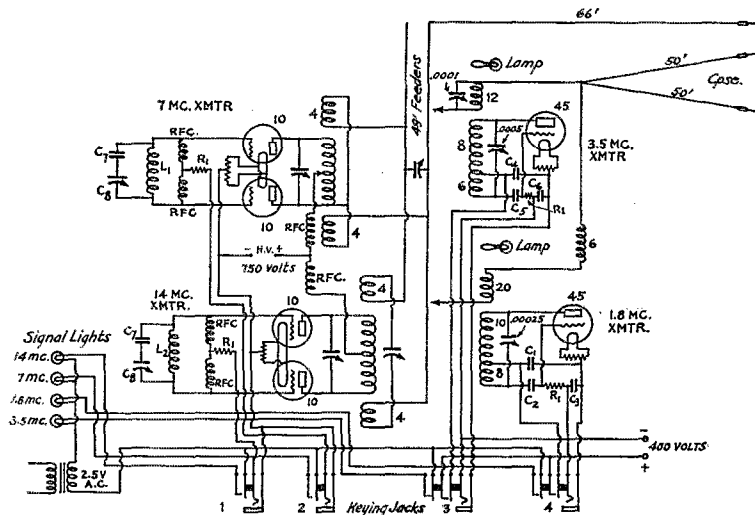 66'
50'
50'
Cpse.
Lamp
.0001
12
45
.0005
8
6
C4
C5
C6
R1
3.5 MC.
XMTR
6
Lamp
20
45
.00025
10
8
C1
C2
R1
C3
1.8 MC.
XMTR.
7 MC. XMTR
C7
C8
L1
RFC.
RFC
R1
10
10
4
4
48' Feeders
RFC
- H.V. +
750 Volts
RFC.
14 MC.
XMTR.
C7
C8
L2
RFC
RFC
R1
10
10
4
4
Signal Lights
14 mc.
7 mc.
1.8 mc.
3.5 mc.
2.5V
A.C.
-
400 VOLTS
+
1
2
Keying Jacks
3
4